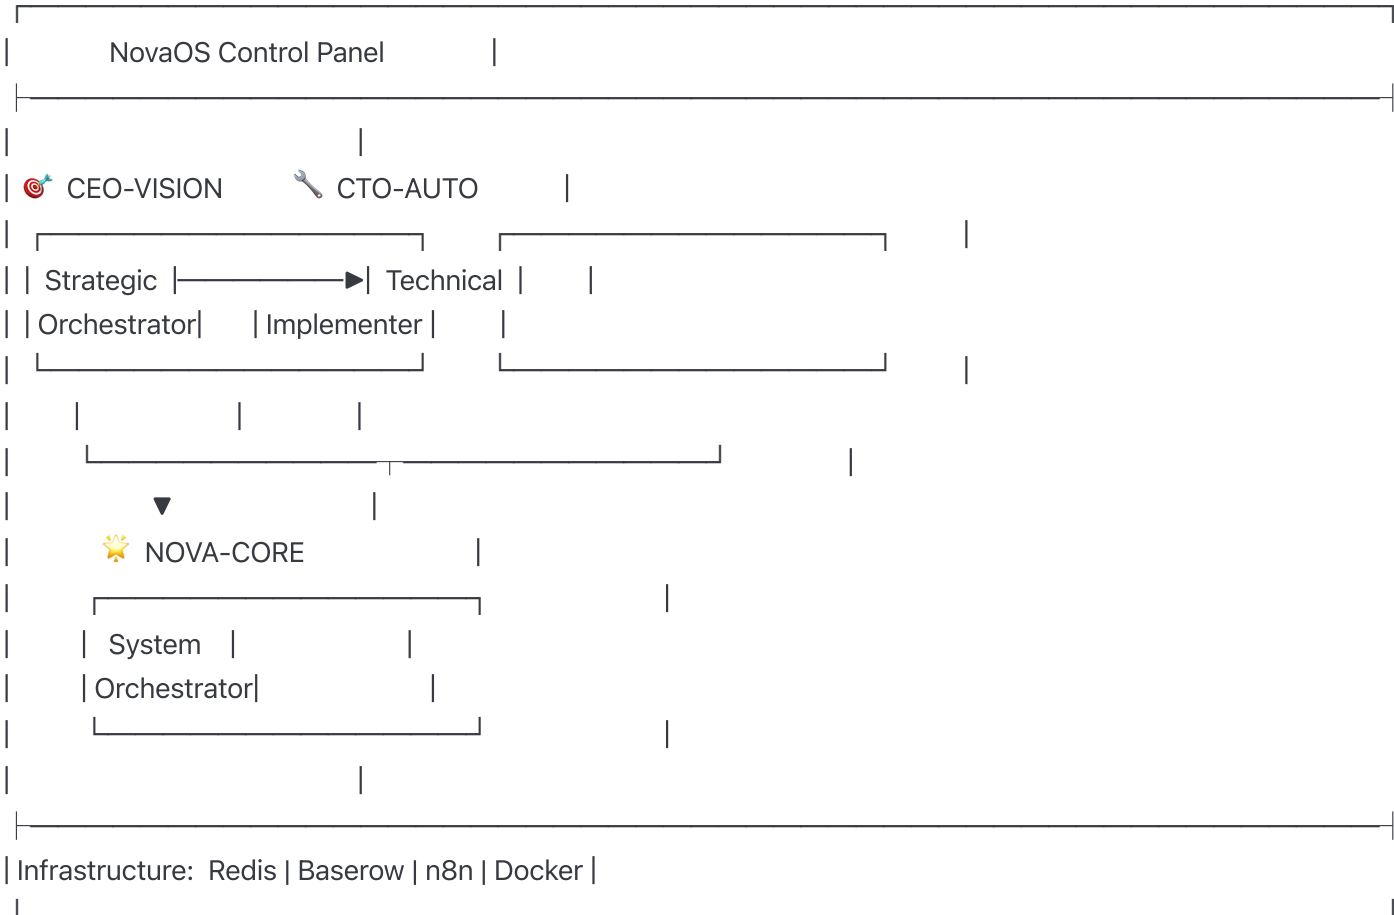 NovaOS Control Panel
🎯 CEO-VISION 🔧 CTO-AUTO
Strategic ► Technical
Orchestrator Implementer
▼
🌟 NOVA-CORE
System
Orchestrator
Infrastructure: Redis | Baserow | n8n | Docker